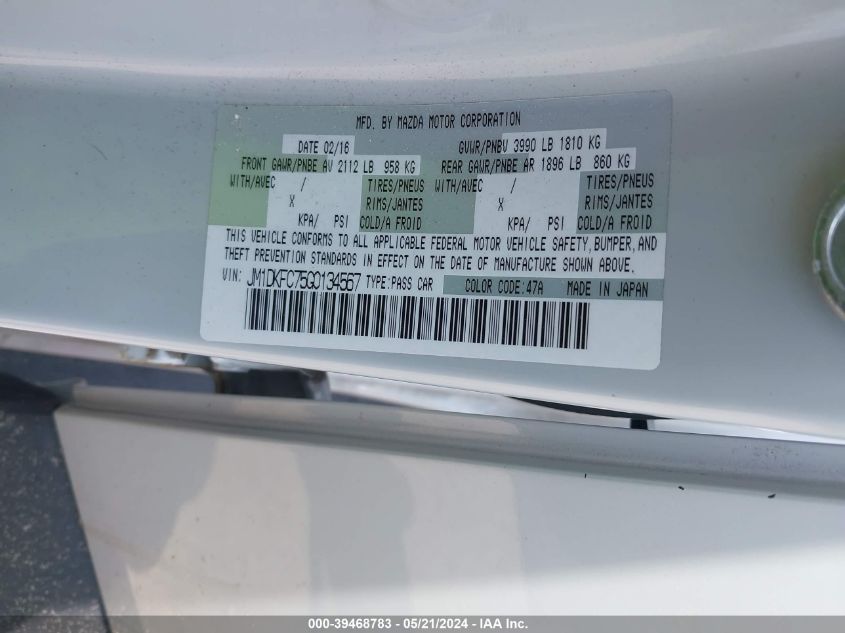 MFD. BY MAZDA MOTOR CORPORATION
DATE 02/16 GVWR/PNBV 3990 LB 1810 KG
FRONT GAWR/PNBE AV 2112 LB 958 KG REAR GAWR/PNBE AR 1896 LB 860 KG
WITH/AVEC / TIRES/PNEUS WITH/AVEC / TIRES/PNEUS
X RIMS/JANTES X RIMS/JANTES
KPA/ PSI COLD/A FROID KPA/ PSI COLD/A FROID
THIS VEHICLE CONFORMS TO ALL APPLICABLE FEDERAL MOTOR VEHICLE SAFETY, BUMPER, AND
THEFT PREVENTION STANDARDS IN EFFECT ON THE DATE OF MANUFACTURE SHOWN ABOVE.
VIN: JM1DKFC75G0134567 TYPE:PASS CAR COLOR CODE:47A MADE IN JAPAN
000-39468783 - 05/21/2024 - IAA Inc.